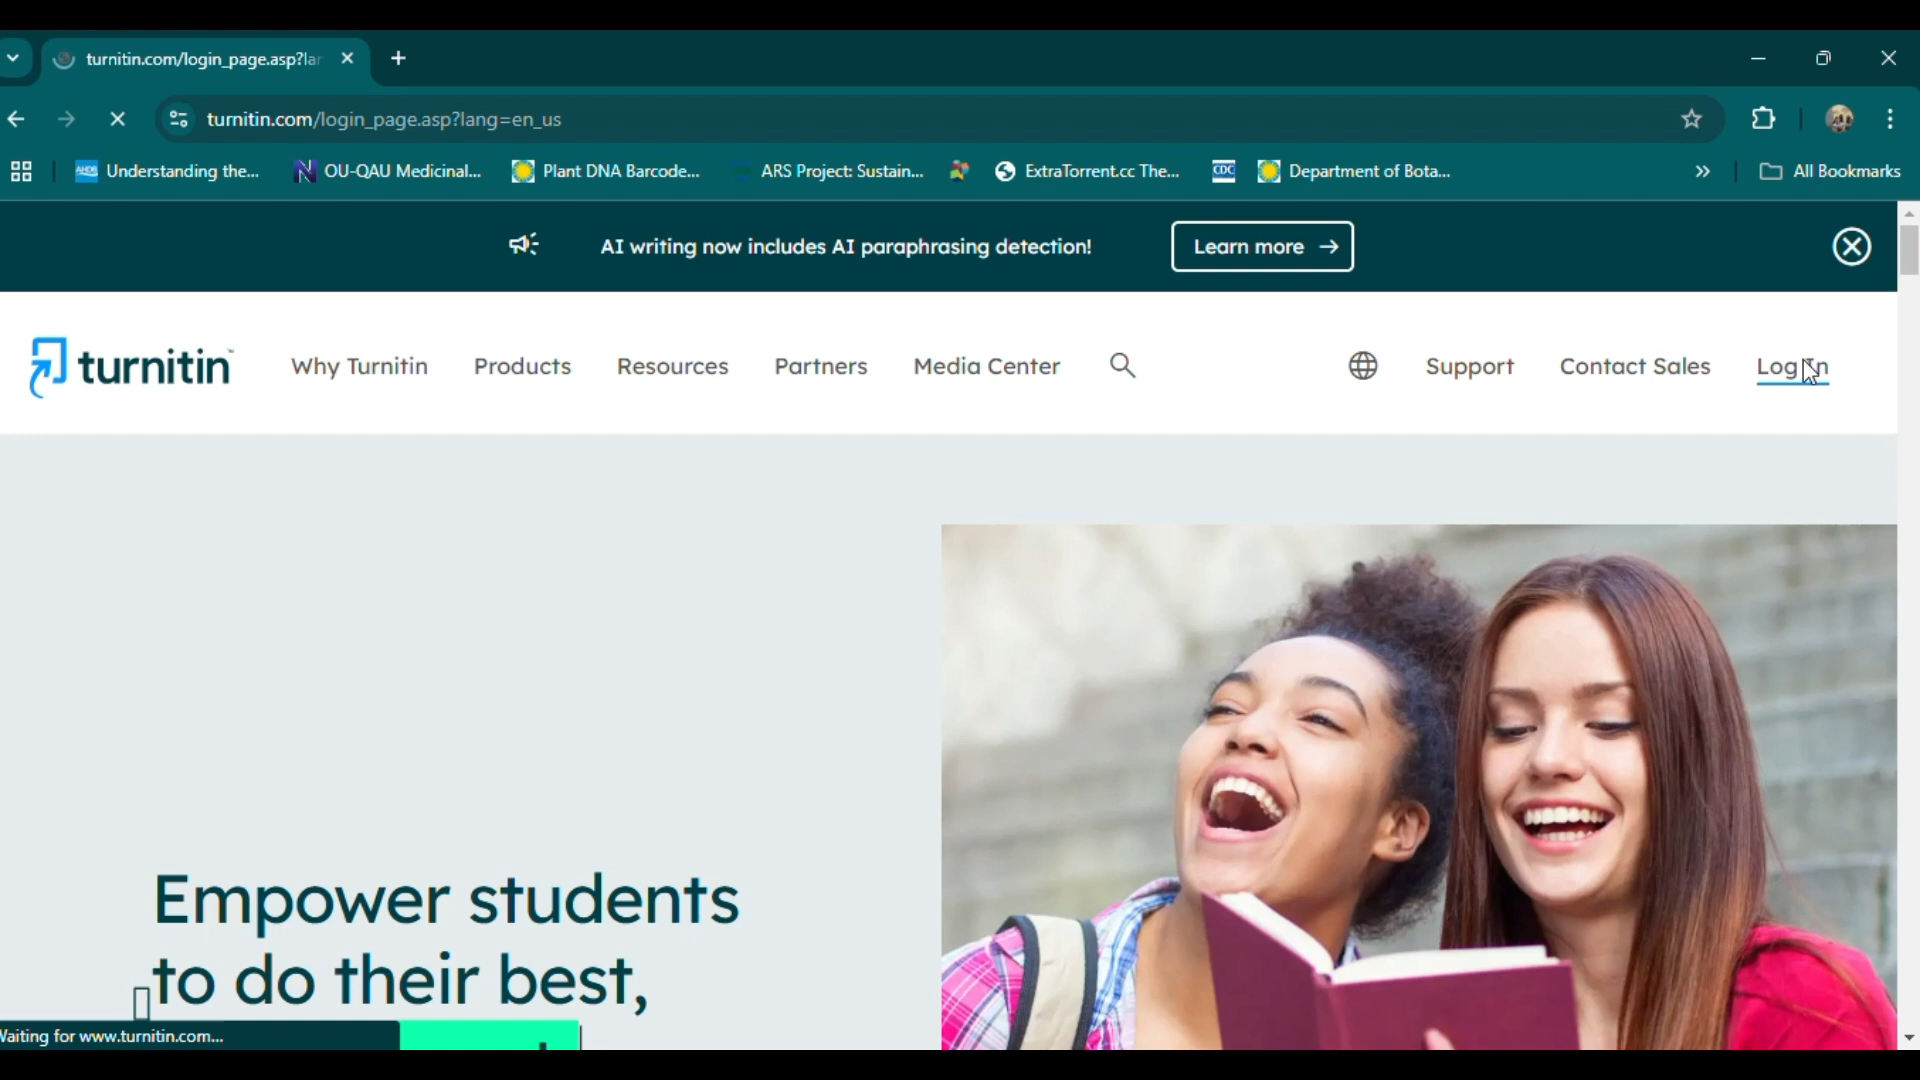 turnitin.com/login_page.asp?la
turnitin.com/login_page.asp?lang=en_us
AHDB Understanding the... OU-QAU Medicinal... Plant DNA Barcode... ARS Project: Sustain... ExtraTorrent.cc The... CDC Department of Bota... All Bookmarks
AI writing now includes AI paraphrasing detection! Learn more →
turnitin™ Why Turnitin Products Resources Partners Media Center Support Contact Sales Log In
Empower students
to do their best,
Waiting for www.turnitin.com...